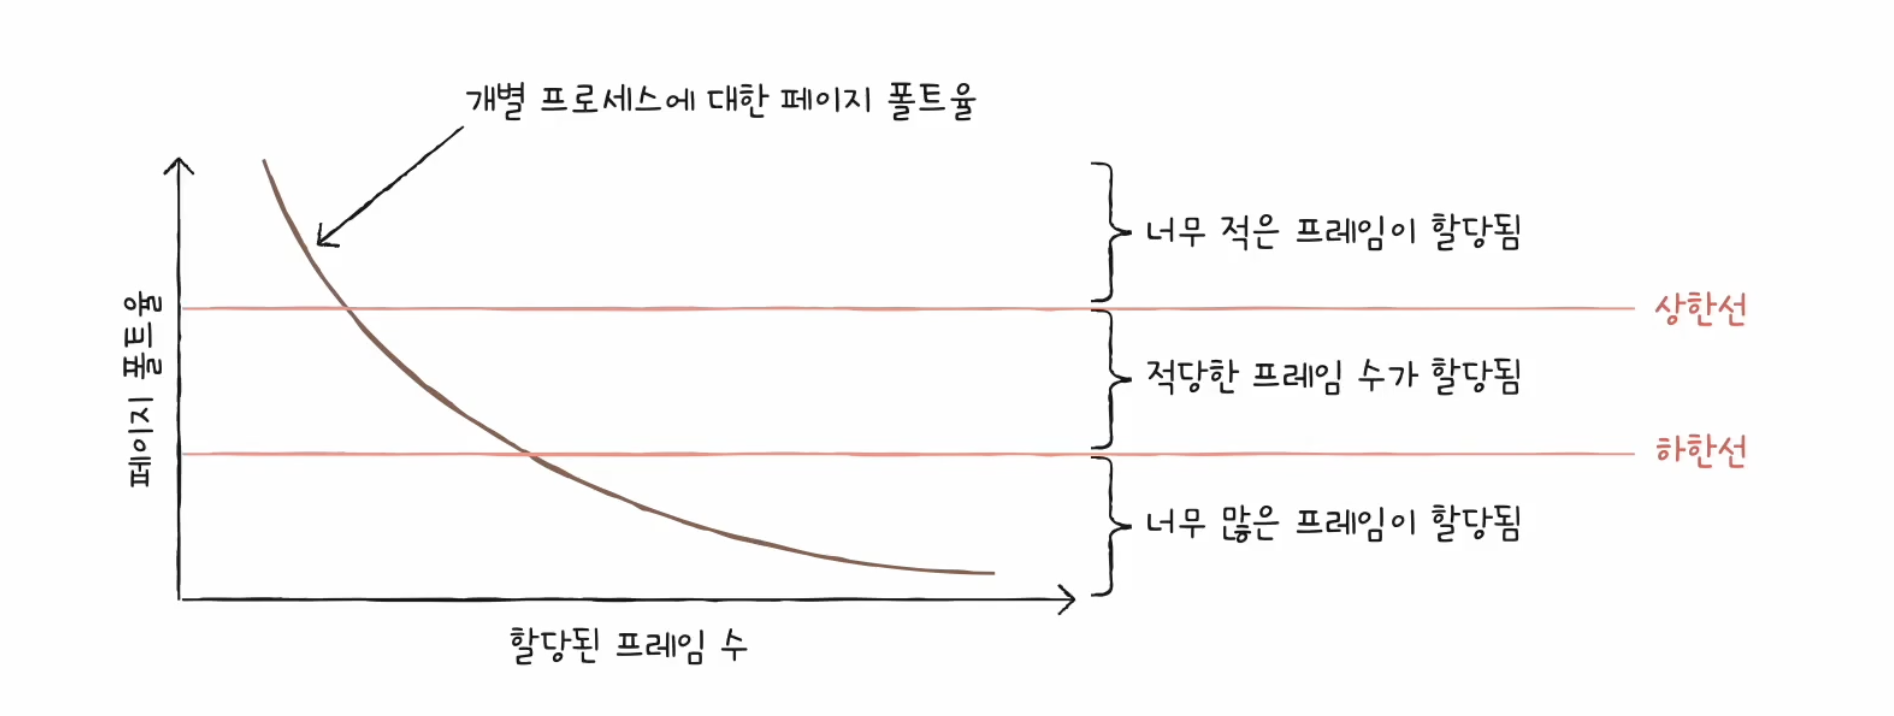 개별 프로세스에 대한 페이지 폴트율
너무 적은 프레임이 할당됨
상한선
페이지 폴트율
적당한 프레임 수가 할당됨
하한선
너무 많은 프레임이 할당됨
할당된 프레임 수